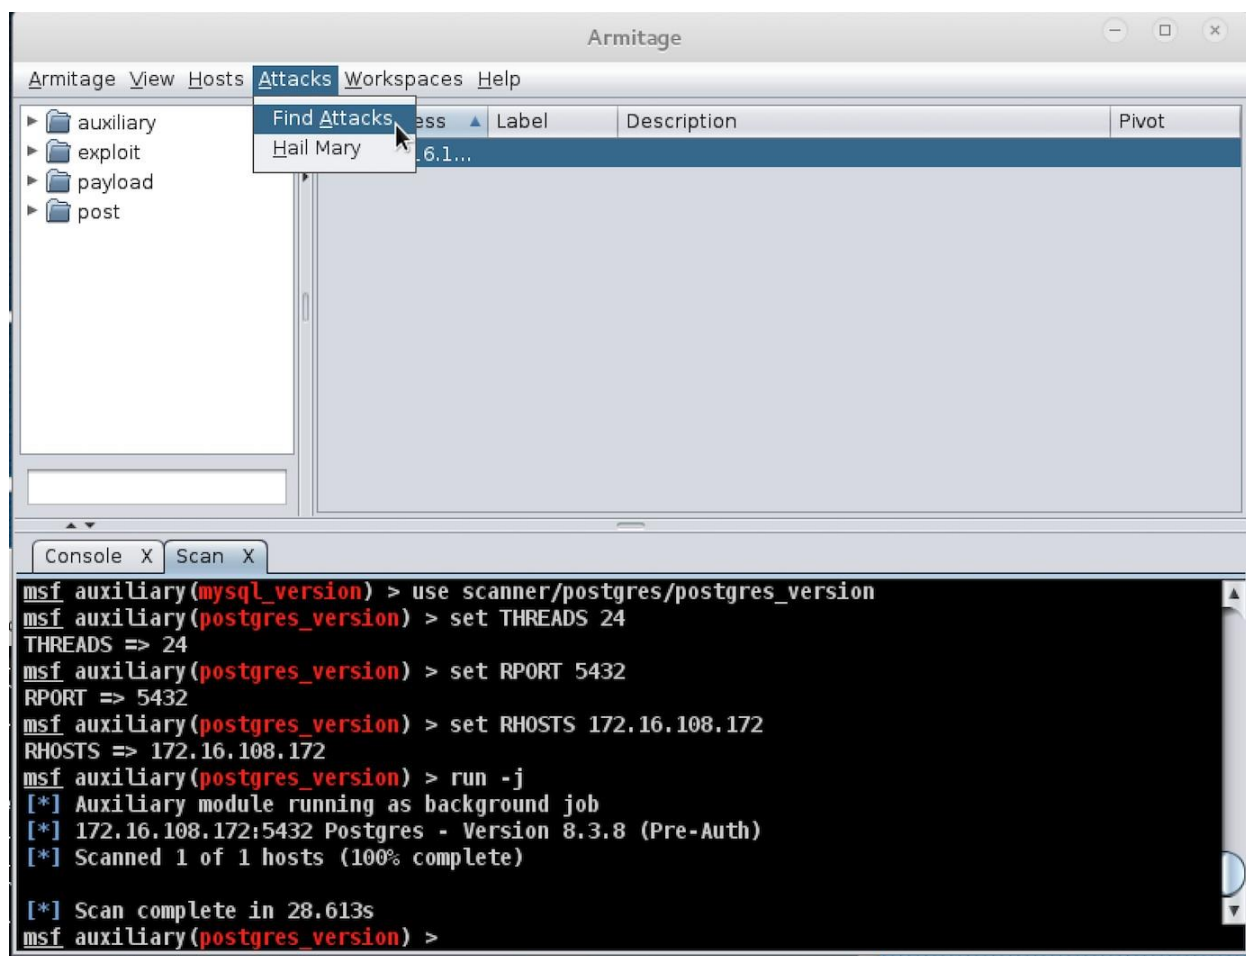 Armitage
Armitage View Hosts Attacks Workspaces Help
auxiliary
exploit
payload
post
Find Attacks
Hail Mary
ess Label Description Pivot
6.1...
Console X Scan X
msf auxiliary(mysql_version) > use scanner/postgres/postgres_version
msf auxiliary(postgres_version) > set THREADS 24
THREADS => 24
msf auxiliary(postgres_version) > set RPORT 5432
RPORT => 5432
msf auxiliary(postgres_version) > set RHOSTS 172.16.108.172
RHOSTS => 172.16.108.172
msf auxiliary(postgres_version) > run -j
[*] Auxiliary module running as background job
[*] 172.16.108.172:5432 Postgres - Version 8.3.8 (Pre-Auth)
[*] Scanned 1 of 1 hosts (100% complete)
[*] Scan complete in 28.613s
msf auxiliary(postgres_version) >